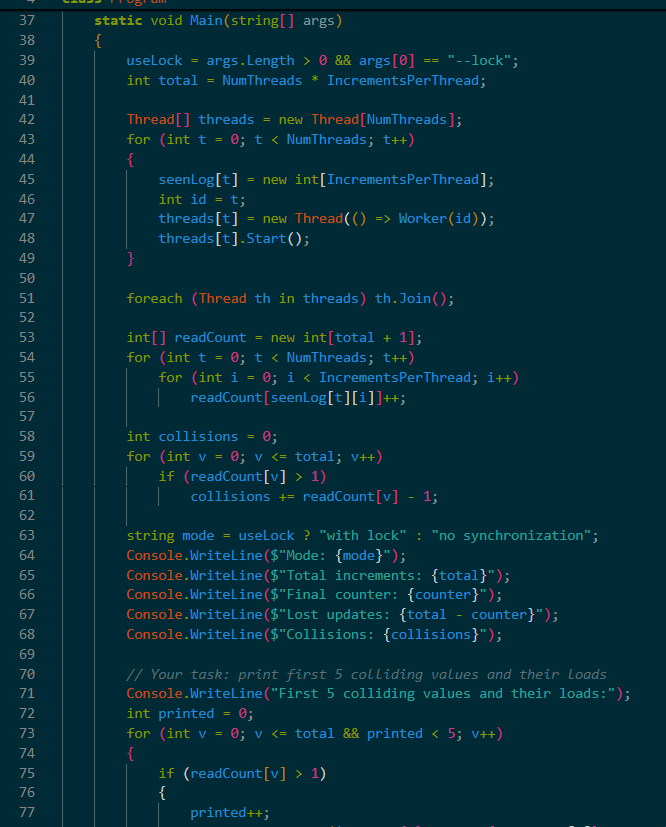 37 static void Main(string[] args)
38 {
39 useLock = args.Length > 0 && args[0] == "--lock";
40 int total = NumThreads * IncrementsPerThread;
41
42 Thread[] threads = new Thread[NumThreads];
43 for (int t = 0; t < NumThreads; t++)
44 {
45 seenLog[t] = new int[IncrementsPerThread];
46 int id = t;
47 threads[t] = new Thread(() => Worker(id));
48 threads[t].Start();
49 }
50
51 foreach (Thread th in threads) th.Join();
52
53 int[] readCount = new int[total + 1];
54 for (int t = 0; t < NumThreads; t++)
55 for (int i = 0; i < IncrementsPerThread; i++)
56 readCount[seenLog[t][i]]++;
57
58 int collisions = 0;
59 for (int v = 0; v <= total; v++)
60 if (readCount[v] > 1)
61 collisions += readCount[v] - 1;
62
63 string mode = useLock ? "with lock" : "no synchronization";
64 Console.WriteLine($"Mode: {mode}");
65 Console.WriteLine($"Total increments: {total}");
66 Console.WriteLine($"Final counter: {counter}");
67 Console.WriteLine($"Lost updates: {total - counter}");
68 Console.WriteLine($"Collisions: {collisions}");
69
70 // Your task: print first 5 colliding values and their loads
71 Console.WriteLine("First 5 colliding values and their loads:");
72 int printed = 0;
73 for (int v = 0; v <= total && printed < 5; v++)
74 {
75 if (readCount[v] > 1)
76 {
77 printed++;